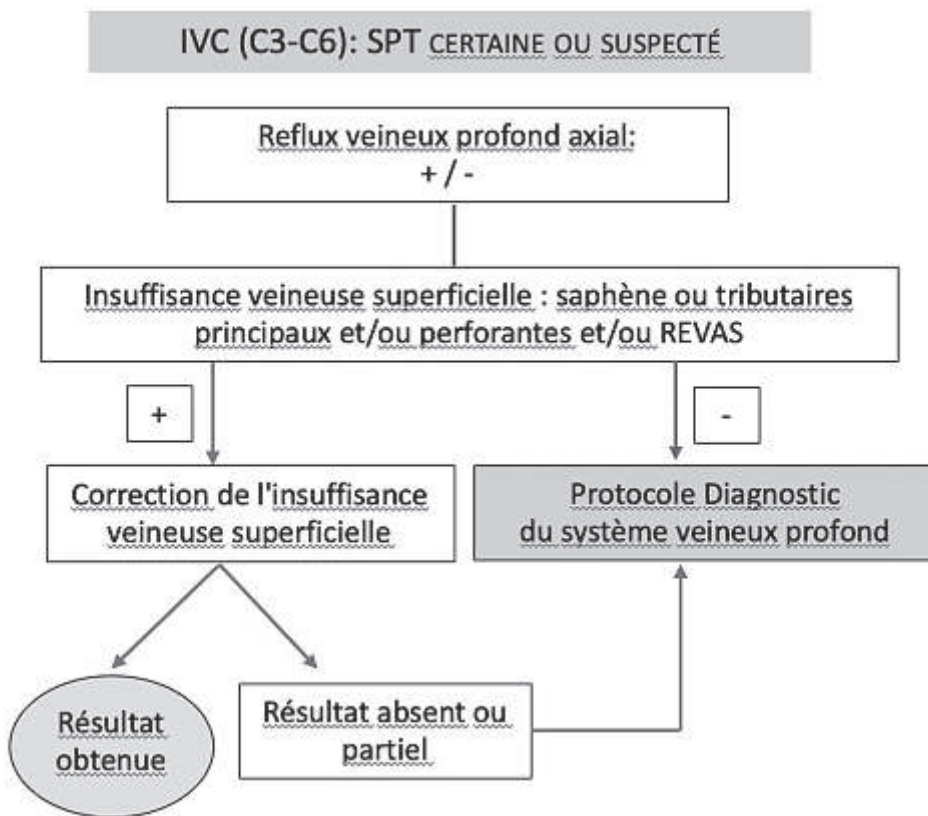 IVC (C3-C6): SPT CERTAINE OU SUSPECTÉ
Reflux veineux profond axial:
+ / -
Insuffisance veineuse superficielle : saphène ou tributaires
principaux et/ou perforantes et/ou REVAS
+
-
Correction de l'insuffisance
veineuse superficielle
Protocole Diagnostic
du système veineux profond
Résultat
obtenue
Résultat absent ou
partiel